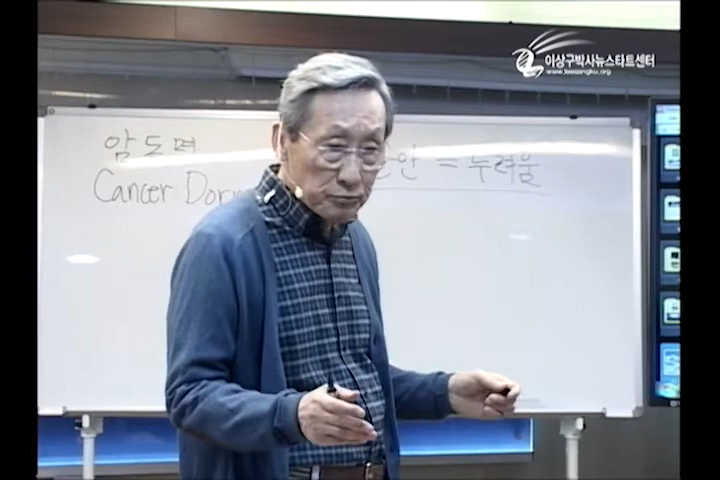 이상구박사뉴스타트센터
www.leesangku.org
암 도 면
Cancer Dorm
안 = 두려움